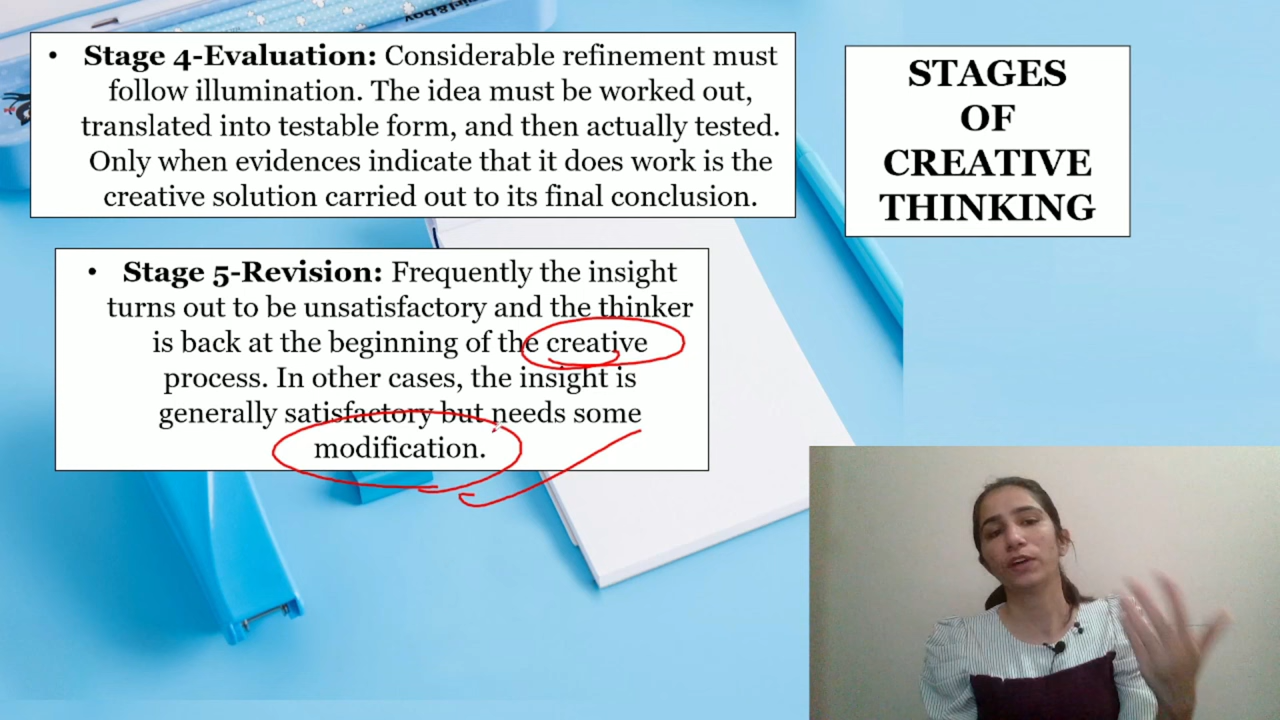 girl&boy
• Stage 4-Evaluation: Considerable refinement must
follow illumination. The idea must be worked out,
translated into testable form, and then actually tested.
Only when evidences indicate that it does work is the
creative solution carried out to its final conclusion.
STAGES
OF
CREATIVE
THINKING
• Stage 5-Revision: Frequently the insight
turns out to be unsatisfactory and the thinker
is back at the beginning of the creative
process. In other cases, the insight is
generally satisfactory but needs some
modification.